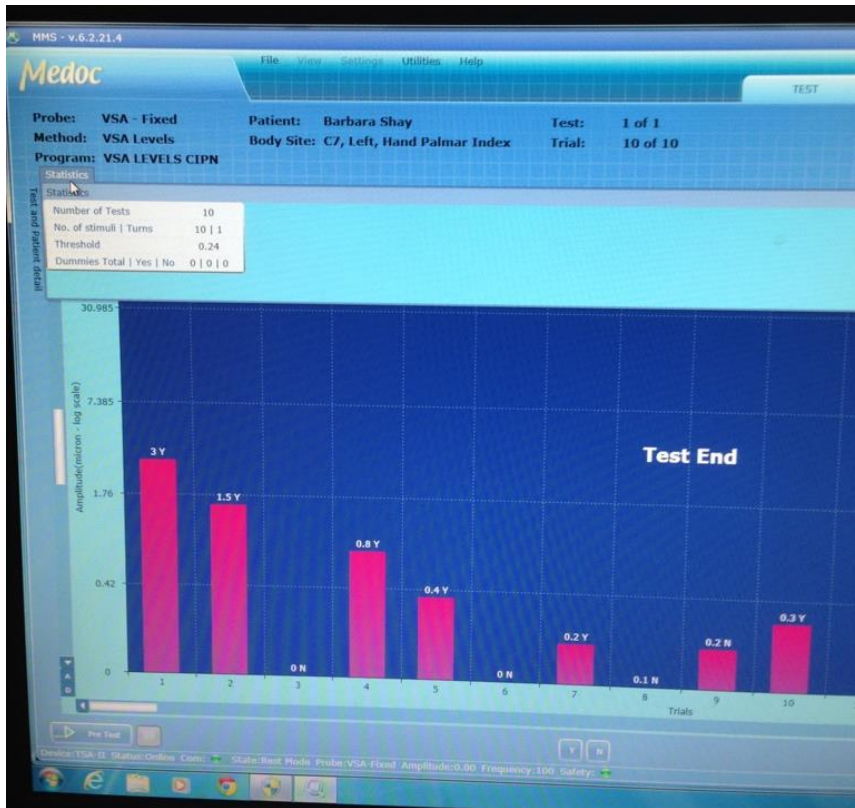 MMS - v.6.2.21.4
Medoc
File View Settings Utilities Help
TEST
Probe: VSA - Fixed Patient: Barbara Shay Test: 1 of 1
Method: VSA Levels Body Site: C7, Left, Hand Palmar Index Trial: 10 of 10
Program: VSA LEVELS CIPN
Statistics
Statistics
Number of Tests 10
No. of stimuli | Turns 10 | 1
Threshold 0.24
Dummies Total | Yes | No 0 | 0 | 0
Test and Patient detail
30.985
7.385
1.76
0.42
0
Amplitude(micron - log scale)
Test End
3 Y
1.5 Y
0 N
0.8 Y
0.4 Y
0 N
0.2 Y
0.1 N
0.2 N
0.3 Y
1 2 3 4 5 6 7 8 9 10
Trials
Pre Test
Y N
Device:TSA-II Status:Online Com: State:Rest Mode Probe:VSA-Fixed Amplitude:0.00 Frequency:100 Safety: